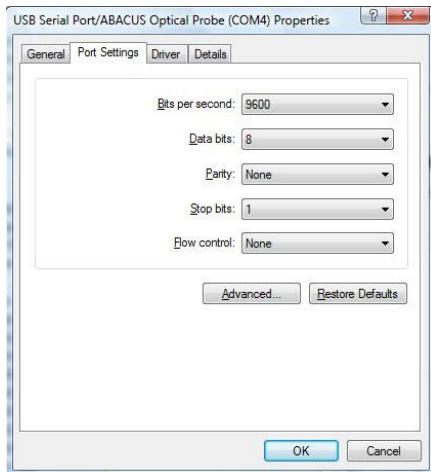 USB Serial Port/ABACUS Optical Probe (COM4) Properties
General Port Settings Driver Details
Bits per second: 9600
Data bits: 8
Parity: None
Stop bits: 1
Flow control: None
Advanced... Restore Defaults
OK Cancel